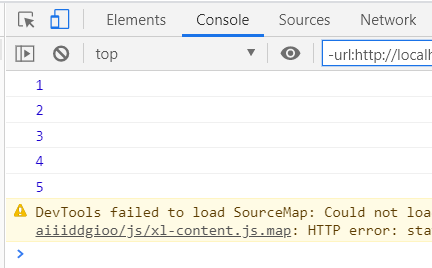 Elements Console Sources Network
top -url:http://localh
1
2
3
4
5
DevTools failed to load SourceMap: Could not loa
aiiiddgioo/js/xl-content.js.map: HTTP error: sta
>